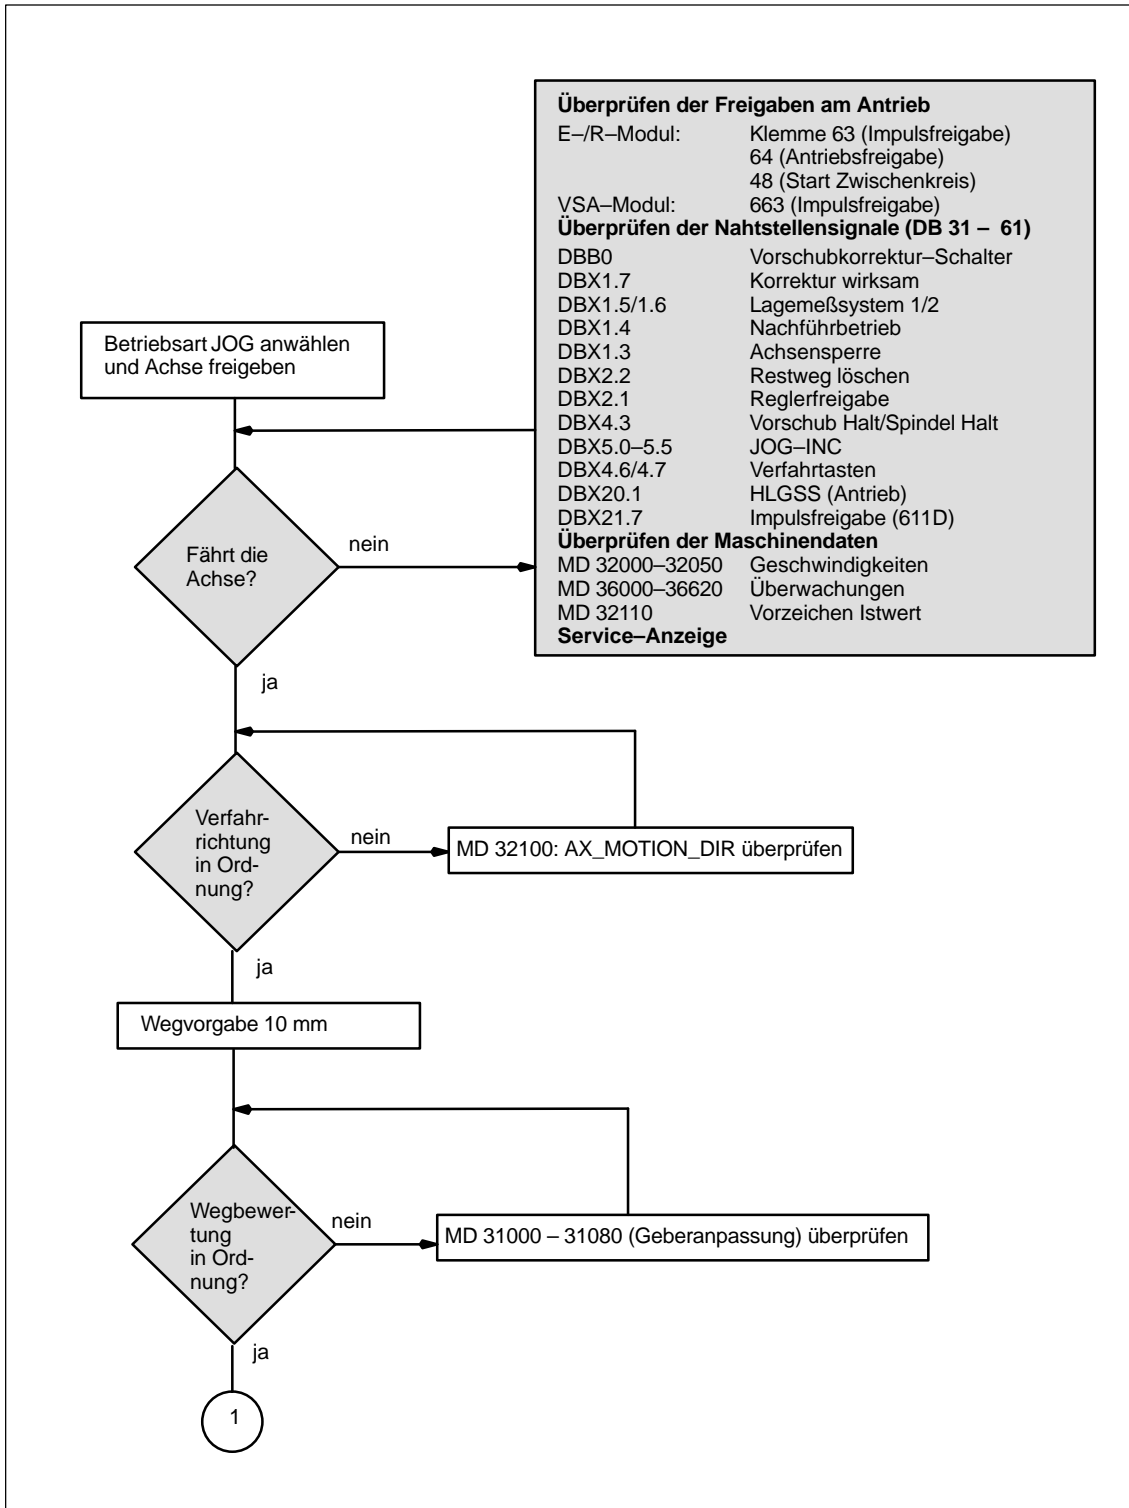 Überprüfen der Freigaben am Antrieb
E–/R–Modul: Klemme 63 (Impulsfreigabe)
64 (Antriebsfreigabe)
48 (Start Zwischenkreis)
VSA–Modul: 663 (Impulsfreigabe)
Überprüfen der Nahtstellensignale (DB 31 – 61)
DBB0 Vorschubkorrektur–Schalter
DBX1.7 Korrektur wirksam
DBX1.5/1.6 Lagemeßsystem 1/2
DBX1.4 Nachführbetrieb
DBX1.3 Achsensperre
DBX2.2 Restweg löschen
DBX2.1 Reglerfreigabe
DBX4.3 Vorschub Halt/Spindel Halt
DBX5.0–5.5 JOG–INC
DBX4.6/4.7 Verfahrtasten
DBX20.1 HLGSS (Antrieb)
DBX21.7 Impulsfreigabe (611D)
Überprüfen der Maschinendaten
MD 32000–32050 Geschwindigkeiten
MD 36000–36620 Überwachungen
MD 32110 Vorzeichen Istwert
Service–Anzeige
Betriebsart JOG anwählen
und Achse freigeben
Fährt die
Achse?
nein
ja
Verfahr-
richtung
in Ord-
nung?
nein
MD 32100: AX_MOTION_DIR überprüfen
ja
Wegvorgabe 10 mm
Wegbewer-
tung
in Ord-
nung?
nein
MD 31000 – 31080 (Geberanpassung) überprüfen
ja
1